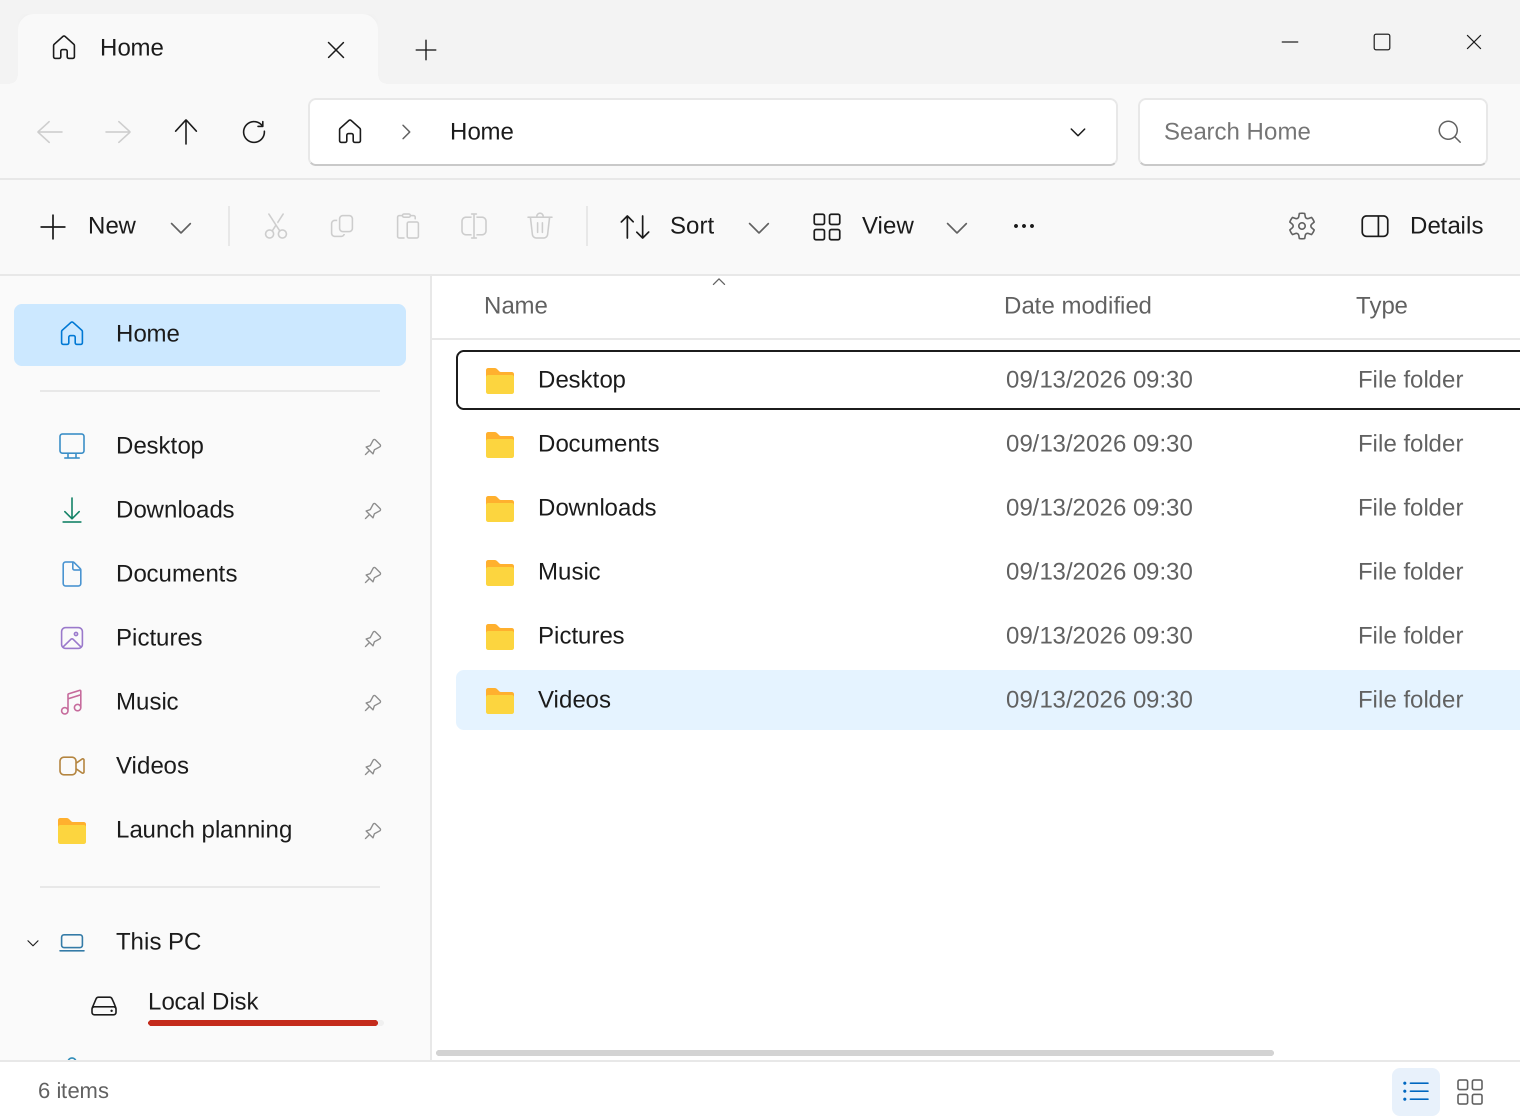 Home
Home
Search Home
New
Sort
View
Details
Home
Desktop
Downloads
Documents
Pictures
Music
Videos
Launch planning
This PC
Local Disk
Name Date modified Type
Desktop 09/13/2026 09:30 File folder
Documents 09/13/2026 09:30 File folder
Downloads 09/13/2026 09:30 File folder
Music 09/13/2026 09:30 File folder
Pictures 09/13/2026 09:30 File folder
Videos 09/13/2026 09:30 File folder
6 items